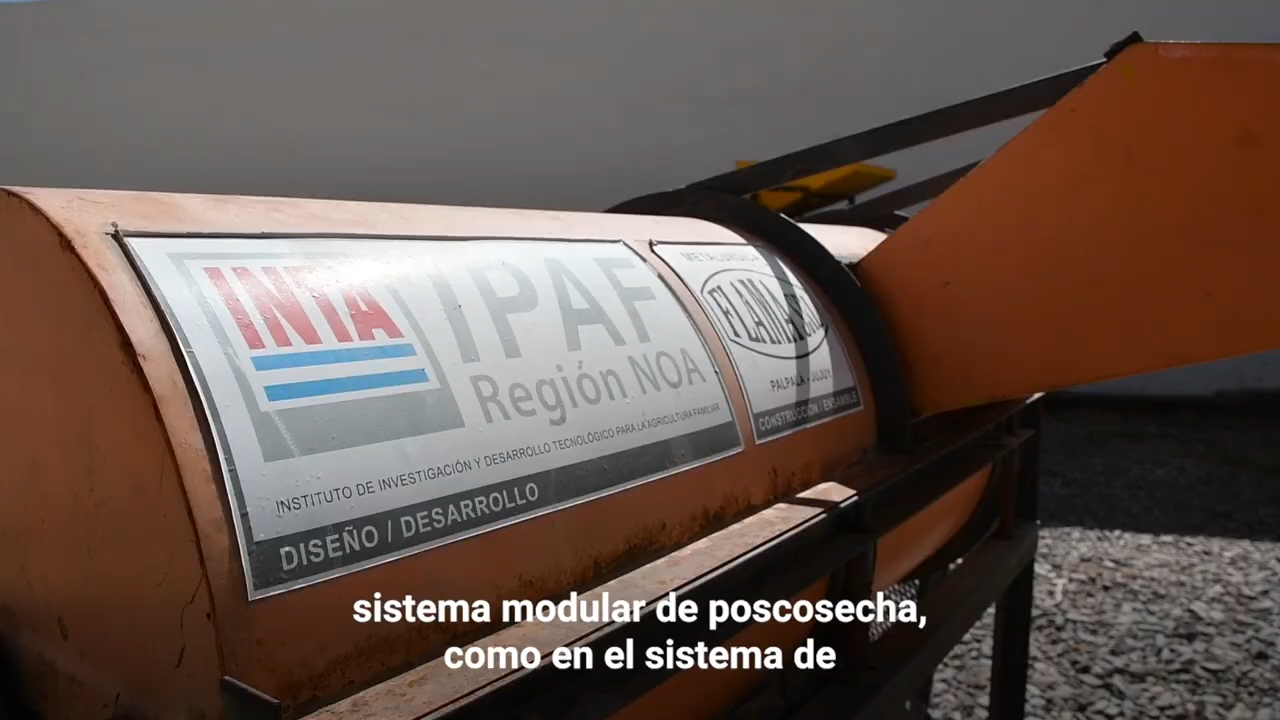 INTA
IPAF
Región NOA
INSTITUTO DE INVESTIGACIÓN Y DESARROLLO TECNOLÓGICO PARA LA AGRICULTURA FAMILIAR
DISEÑO / DESARROLLO
PALPALÁ - JUJUY
CONSTRUCCIÓN / ENSAMBLE
sistema modular de poscosecha,
como en el sistema de